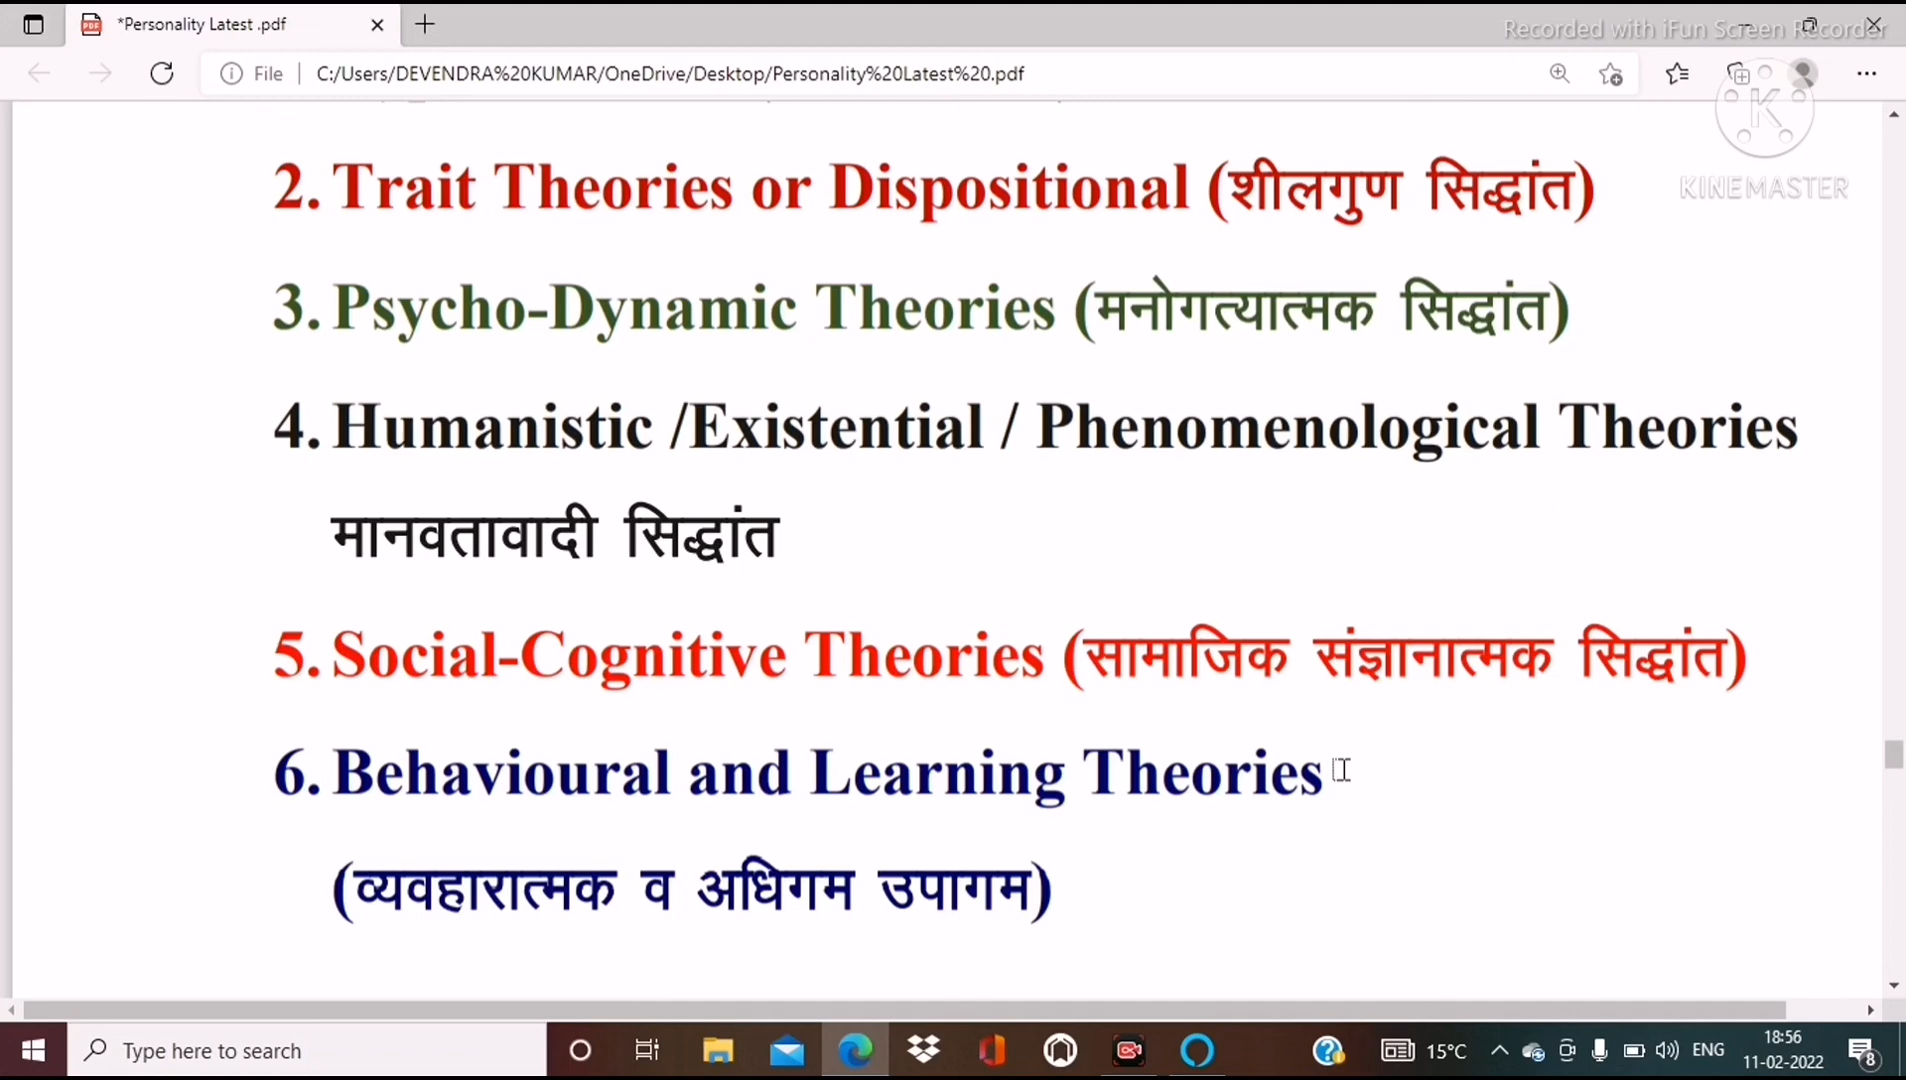 *Personality Latest .pdf
Recorded with iFun Screen Recorder
File
C:/Users/DEVENDRA%20KUMAR/OneDrive/Desktop/Personality%20Latest%20.pdf
K
KINEMASTER
2. Trait Theories or Dispositional (शीलगुण सिद्धांत)
3. Psycho-Dynamic Theories (मनोगत्यात्मक सिद्धांत)
4. Humanistic /Existential / Phenomenological Theories
मानवतावादी सिद्धांत
5. Social-Cognitive Theories (सामाजिक संज्ञानात्मक सिद्धांत)
6. Behavioural and Learning Theories
(व्यवहारात्मक व अधिगम उपागम)
Type here to search
15°C
ENG
18:56
11-02-2022
8